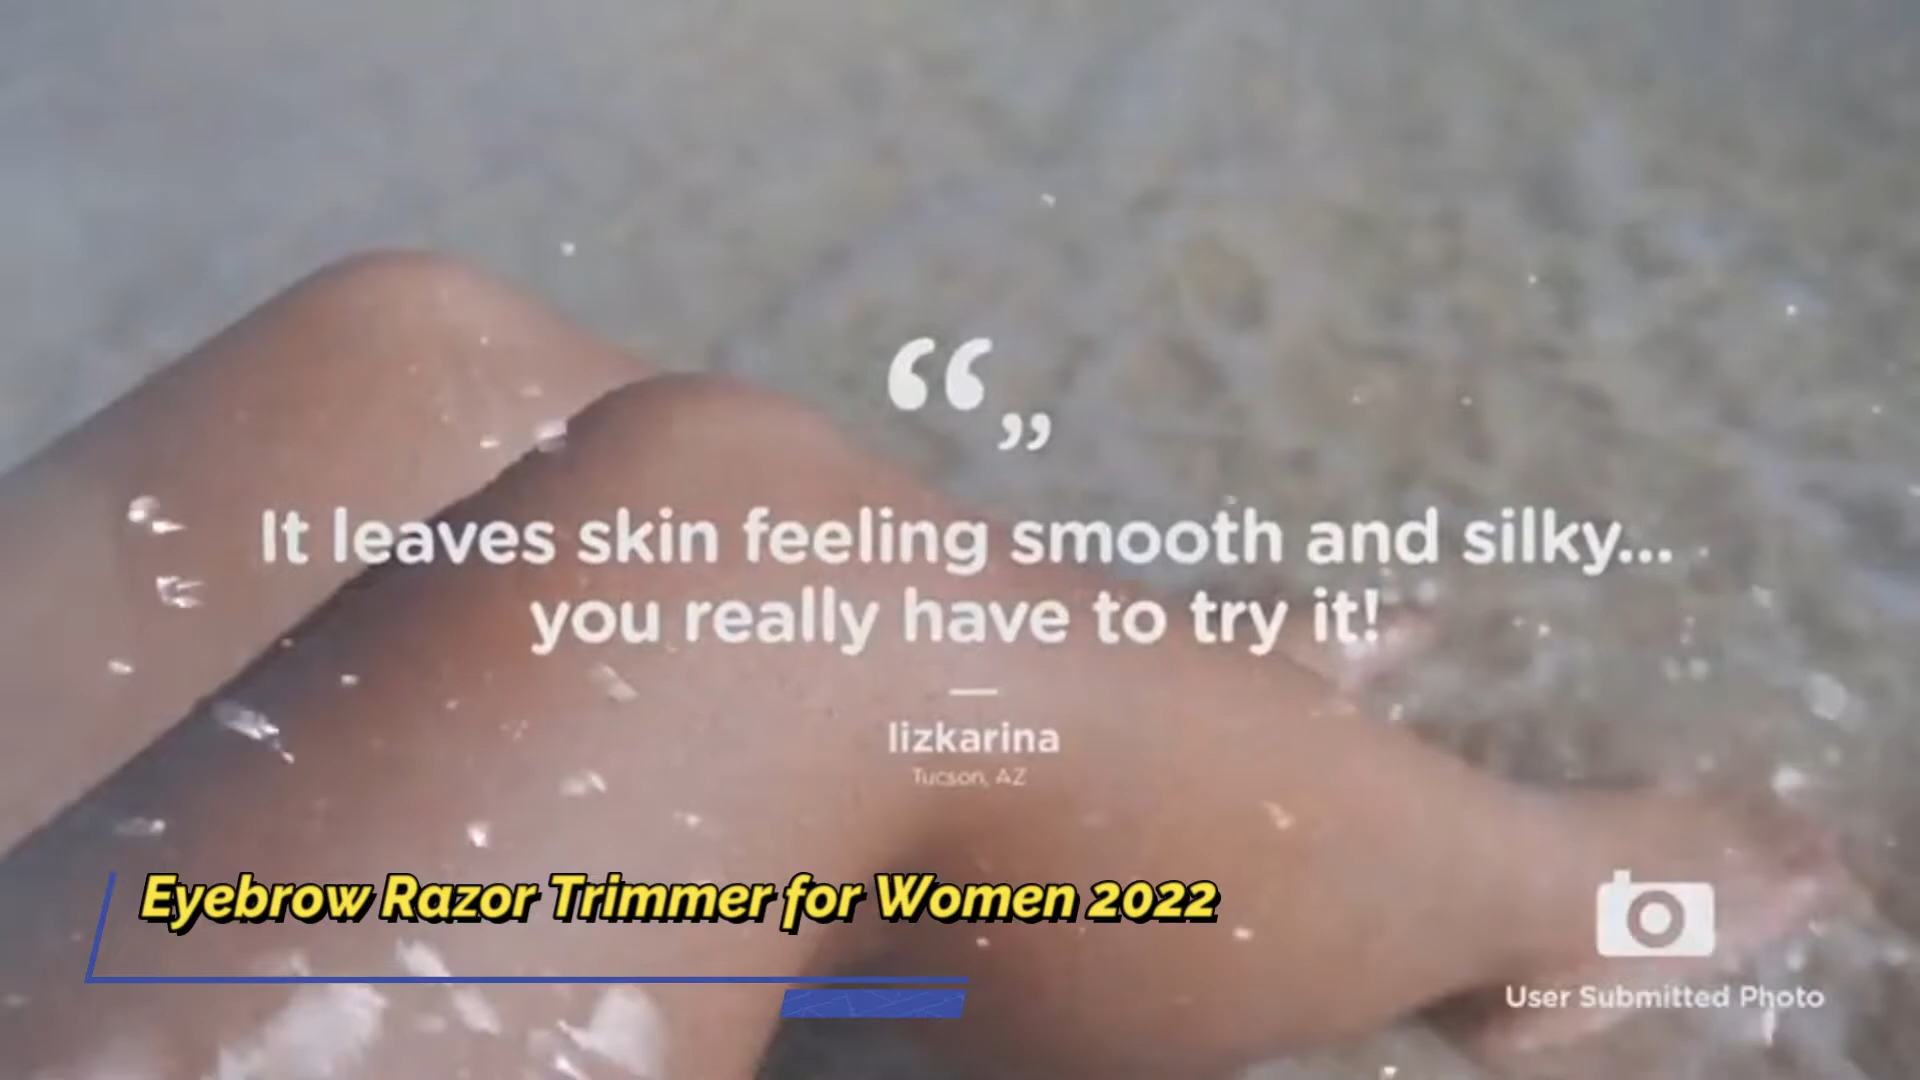 “„
It leaves skin feeling smooth and silky...
you really have to try it!
lizkarina
Tucson, AZ
Eyebrow Razor Trimmer for Women 2022
User Submitted Photo